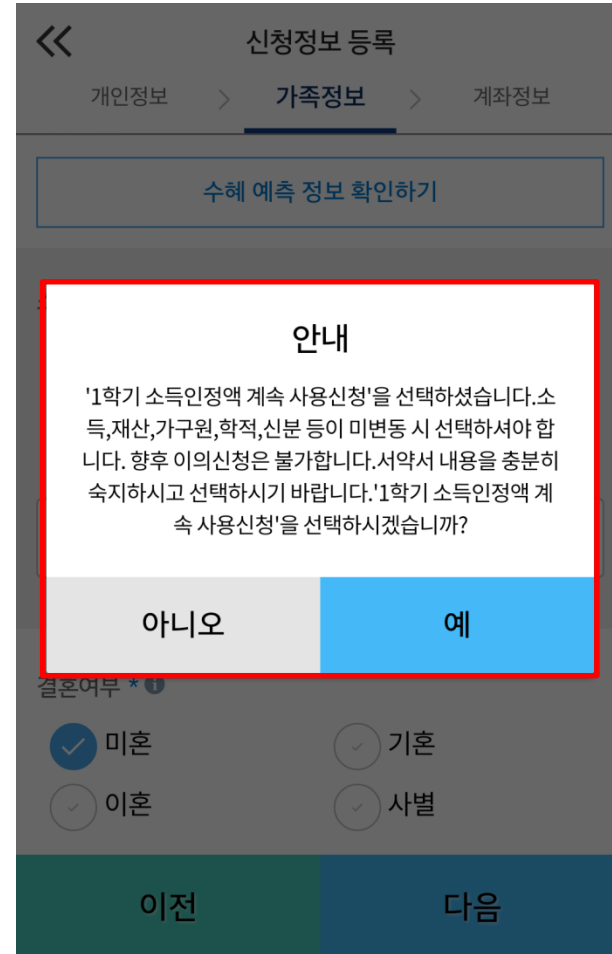 신청정보 등록
개인정보 > 가족정보 > 계좌정보
수혜 예측 정보 확인하기
안내
'1학기 소득인정액 계속 사용신청'을 선택하셨습니다.소
득,재산,가구원,학적,신분 등이 미변동 시 선택하셔야 합
니다. 향후 이의신청은 불가합니다.서약서 내용을 충분히
숙지하시고 선택하시기 바랍니다.'1학기 소득인정액 계
속 사용신청'을 선택하시겠습니까?
아니오 예
결혼여부 *
미혼 기혼
이혼 사별
이전 다음